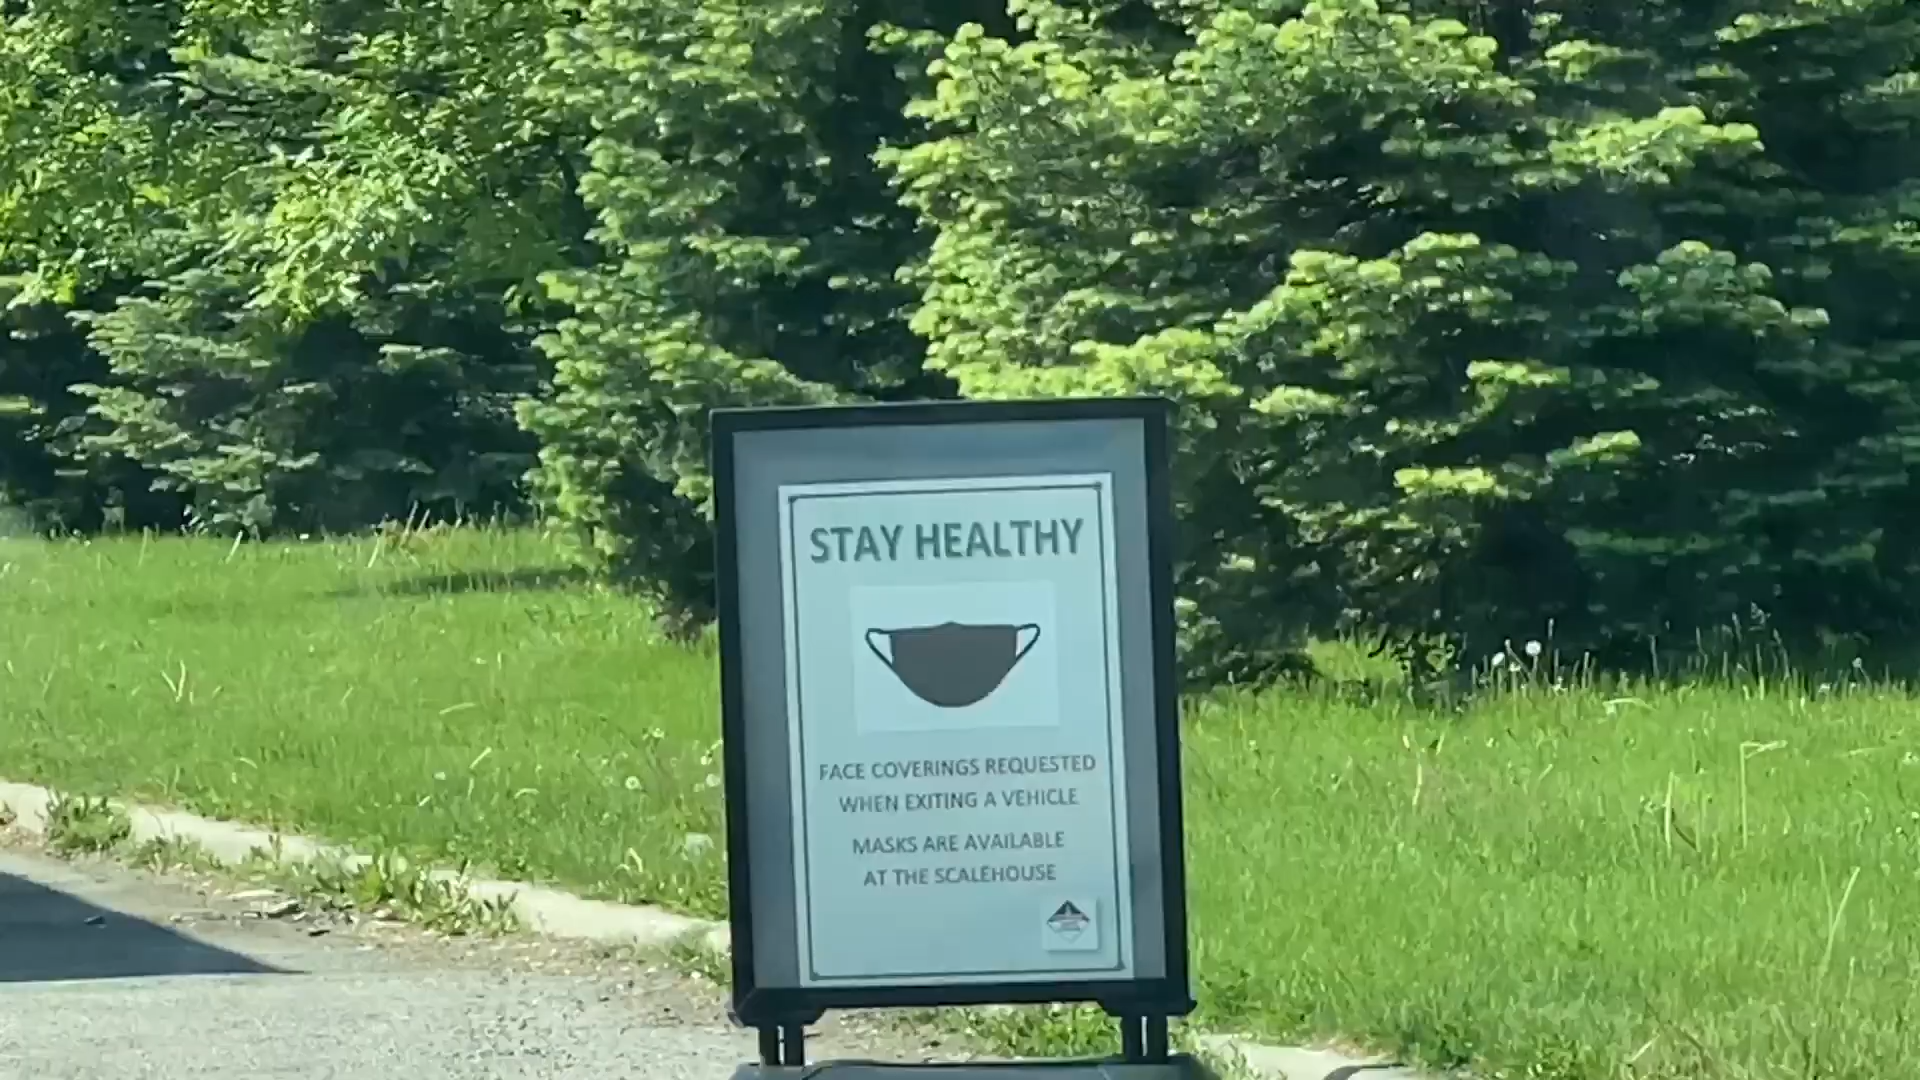 STAY HEALTHY
FACE COVERINGS REQUESTED
WHEN EXITING A VEHICLE
MASKS ARE AVAILABLE
AT THE SCALEHOUSE